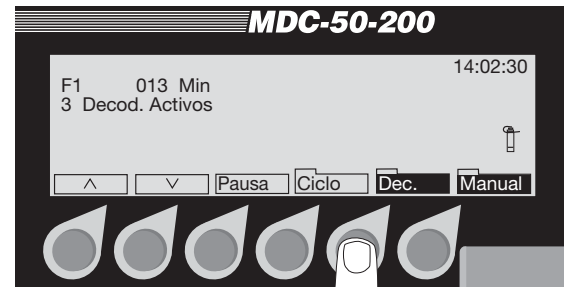 MDC-50-200
14:02:30
F1 013 Min
3 Decod. Activos
Pausa Ciclo Dec. Manual